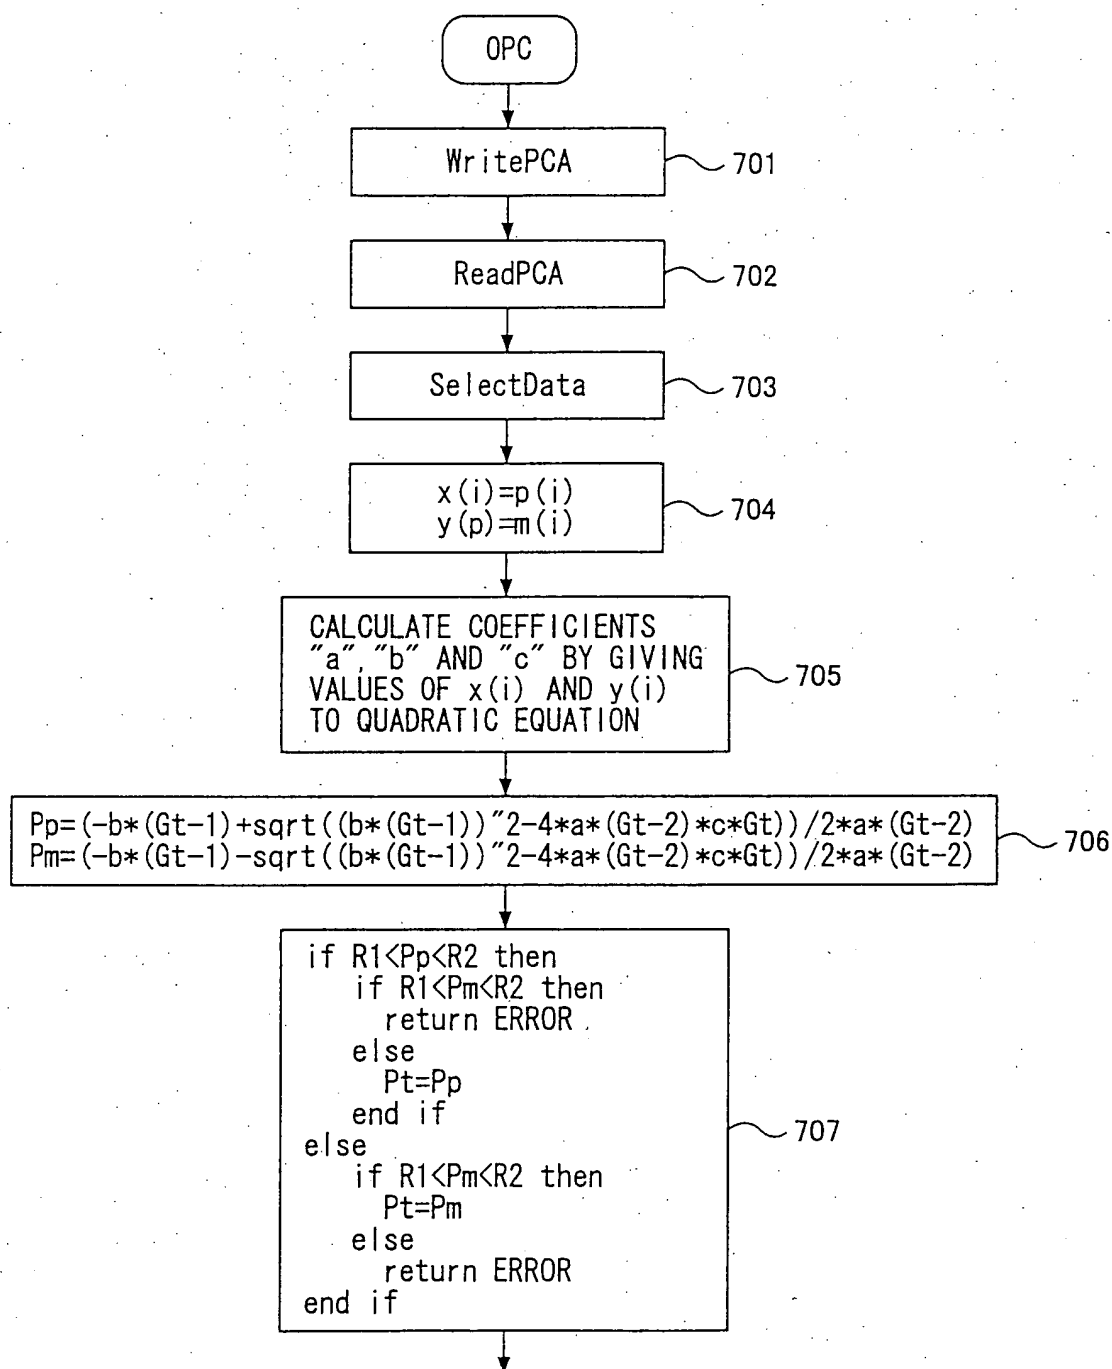 OPC
WritePCA
701
ReadPCA
702
SelectData
703
x(i)=p(i)
y(p)=m(i)
704
CALCULATE COEFFICIENTS
"a", "b" AND "c" BY GIVING
VALUES OF x(i) AND y(i)
TO QUADRATIC EQUATION
705
Pp=(-b*(Gt-1)+sqrt((b*(Gt-1))"2-4*a*(Gt-2)*c*Gt))/2*a*(Gt-2)
Pm=(-b*(Gt-1)-sqrt((b*(Gt-1))"2-4*a*(Gt-2)*c*Gt))/2*a*(Gt-2)
706
if R1<Pp<R2 then
if R1<Pm<R2 then
return ERROR
else
Pt=Pp
end if
else
if R1<Pm<R2 then
Pt=Pm
else
return ERROR
end if
707